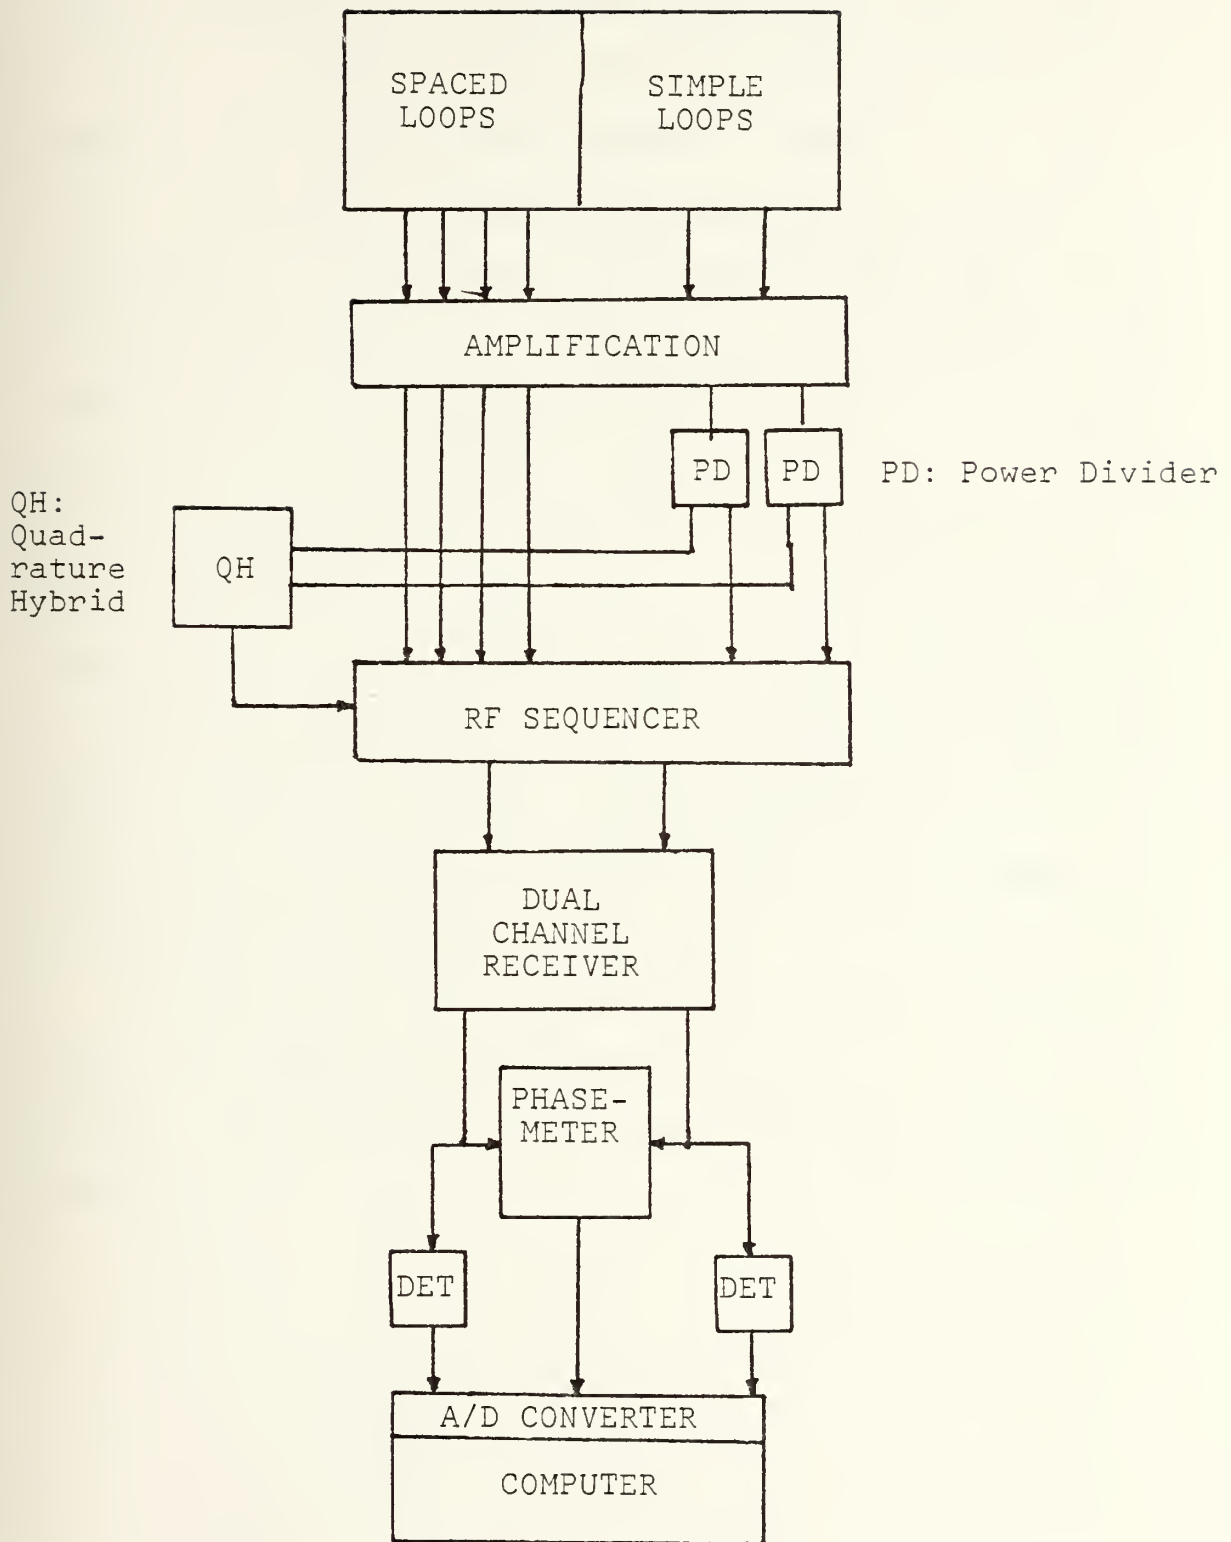 SPACED
LOOPS
SIMPLE
LOOPS
AMPLIFICATION
PD
PD
PD: Power Divider
QH:
Quad-
rature
Hybrid
QH
RF SEQUENCER
DUAL
CHANNEL
RECEIVER
PHASE-
METER
DET
DET
A/D CONVERTER
COMPUTER